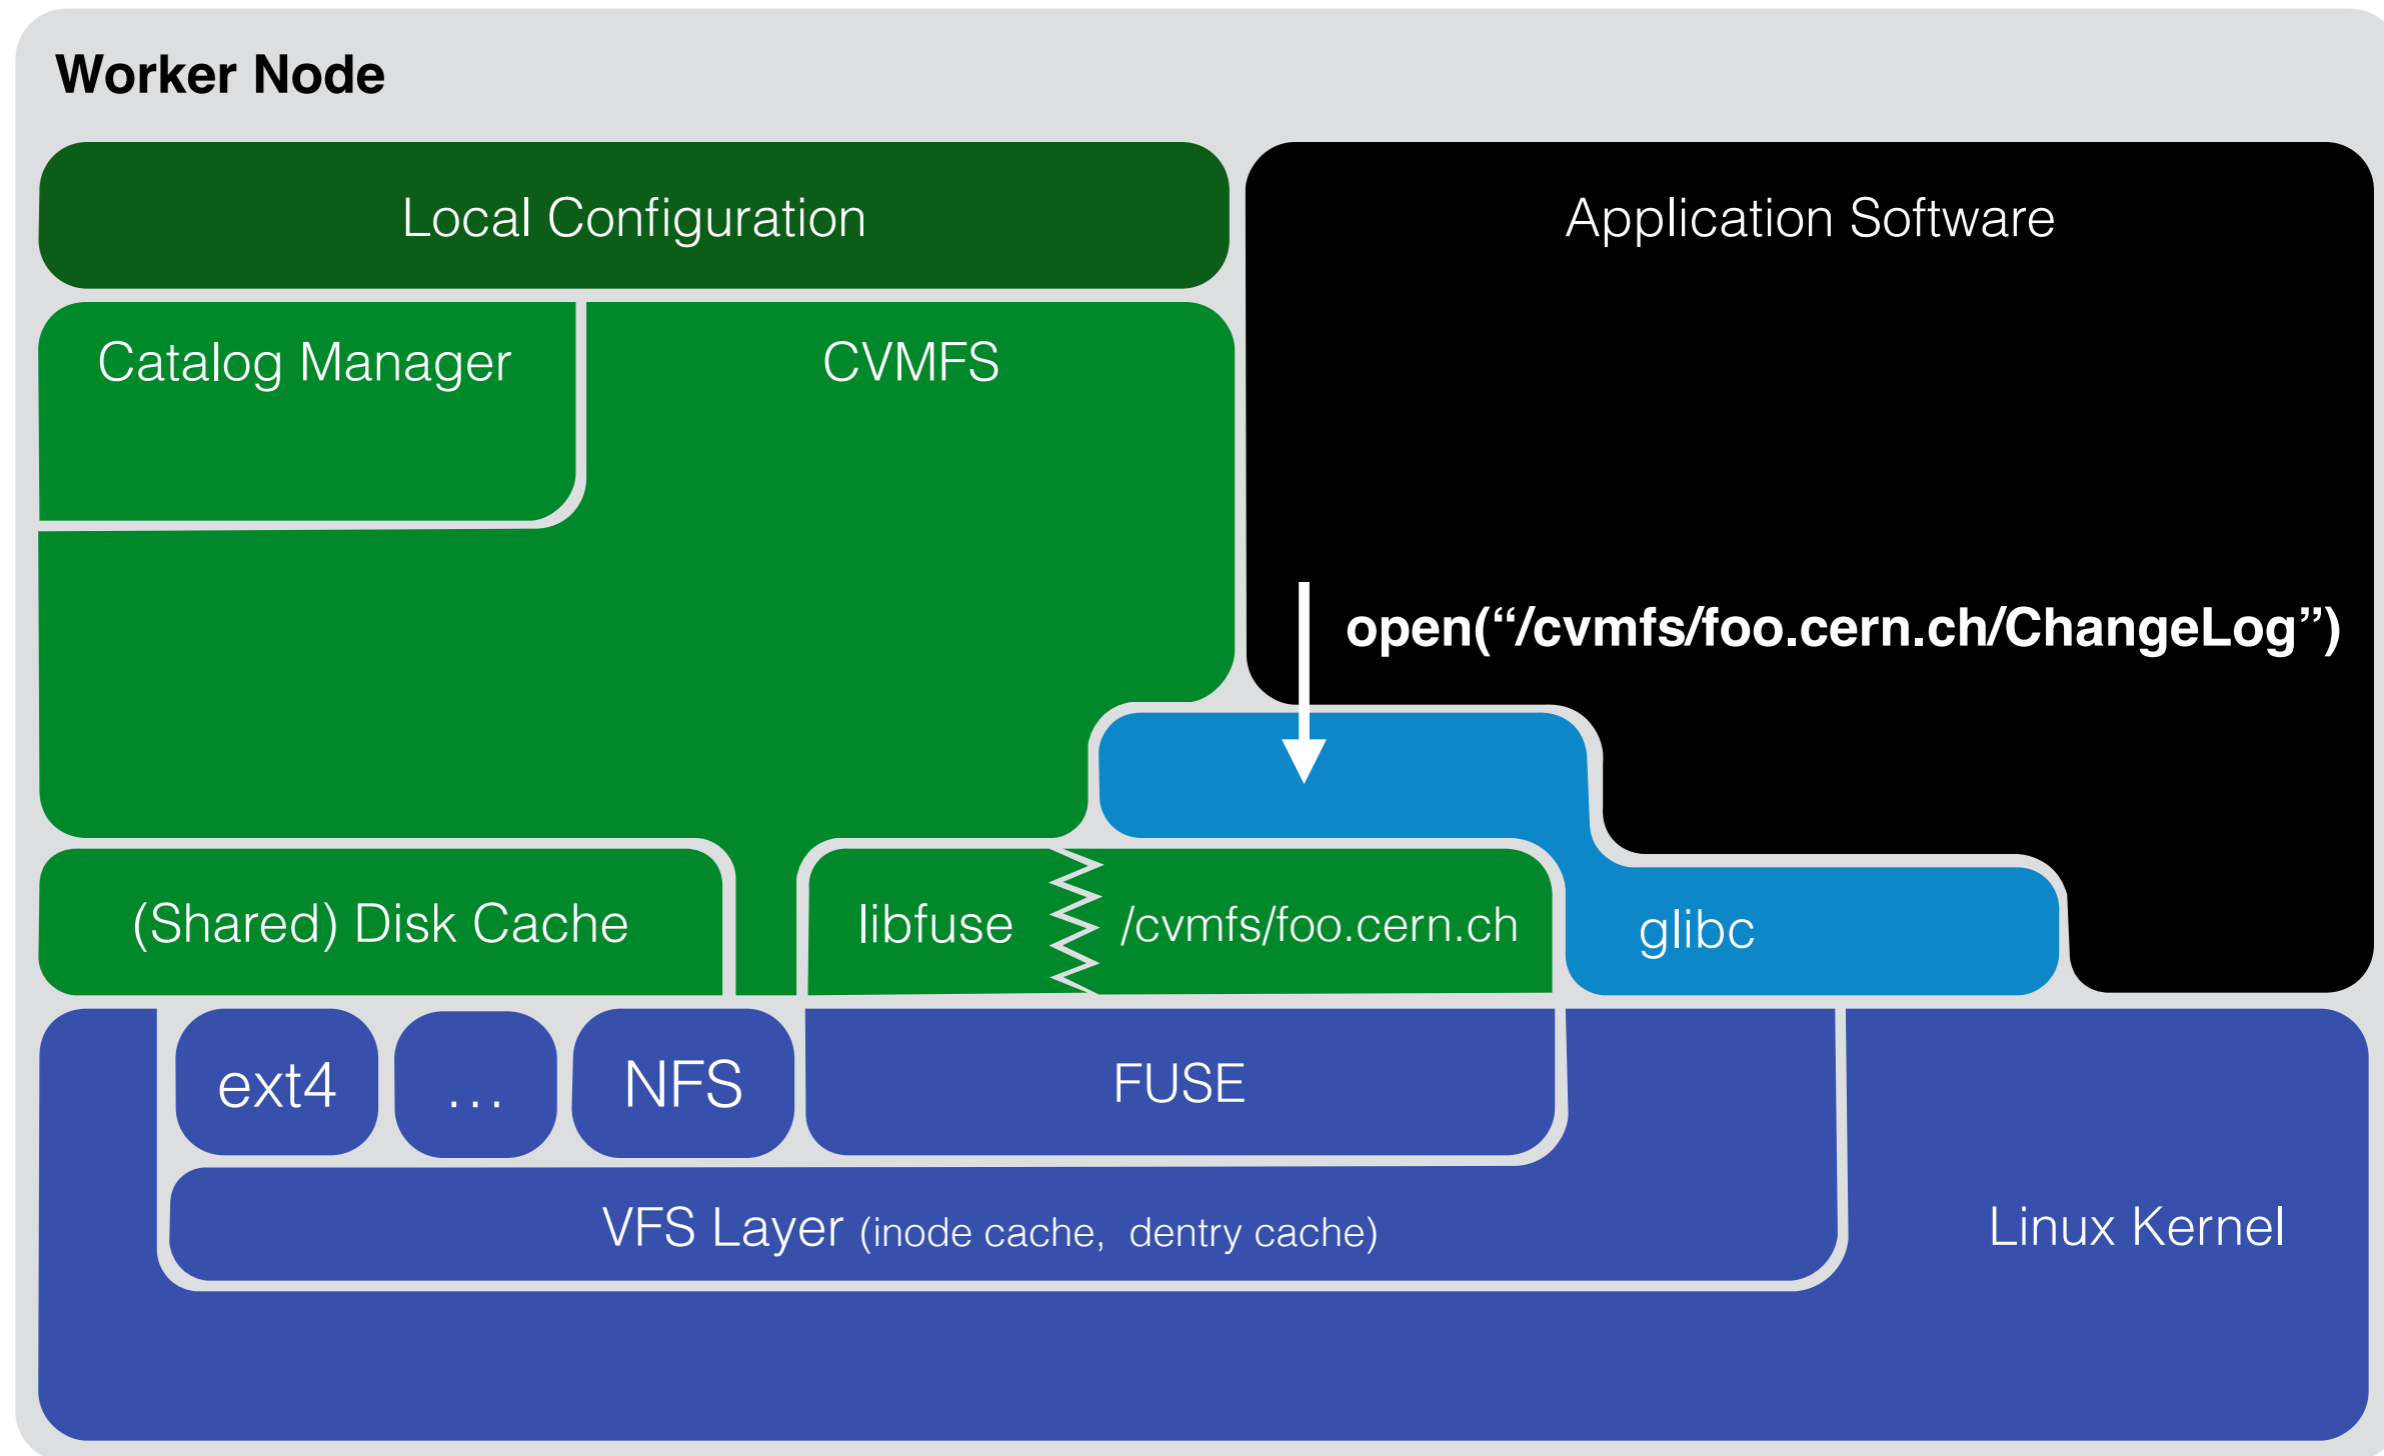 Worker Node
Local Configuration
Application Software
Catalog Manager
CVMFS
open(“/cvmfs/foo.cern.ch/ChangeLog”)
(Shared) Disk Cache
libfuse
/cvmfs/foo.cern.ch
glibc
ext4
...
NFS
FUSE
VFS Layer (inode cache, dentry cache)
Linux Kernel